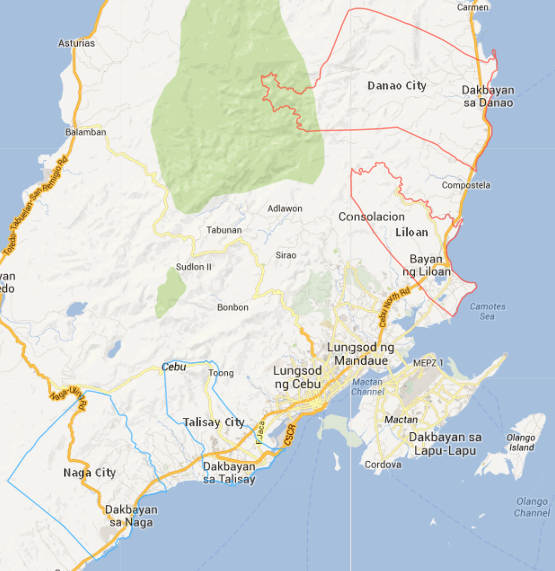 Carmen
Asturias
Danao City
Dakbayan
sa Danao
Balamban
Compostela
Toledo-Tabuelan-San Remigio Rd
Adlawon
Consolacion
Tabunan
Liloan
Sirao
Bayan
ng Liloan
Sudlon II
yan
edo
Bonbon
Cebu North Rd
Camotes
Sea
Lungsod ng
Mandaue
Cebu
Toong
Lungsod
ng Cebu
MEPZ 1
Mactan
Channel
Naga-Uling Rd
Talisay City
CSCR
Mactan
Dakbayan sa
Lapu-Lapu
Olango
Island
Cordova
Naga City
Dakbayan
sa Talisay
Dakbayan
sa Naga
Olango
Channel